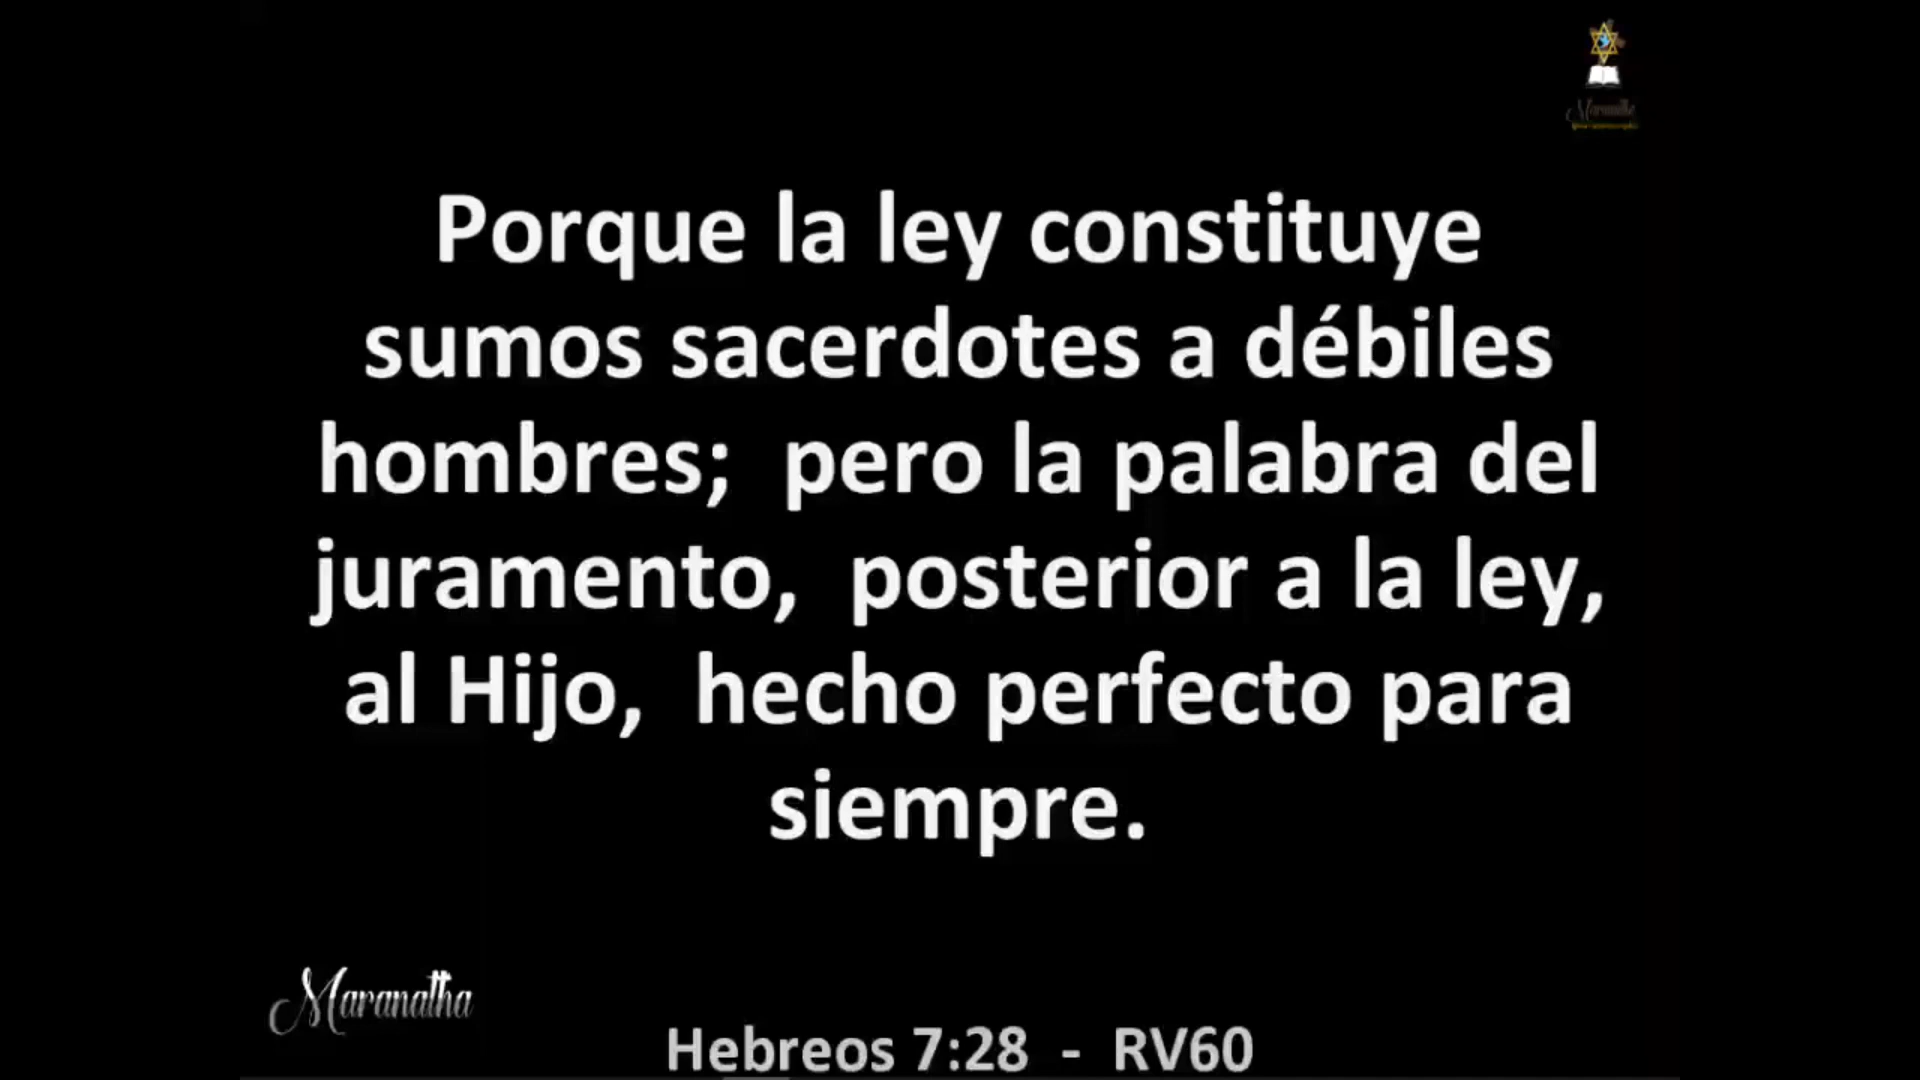 Maranatha
Porque la ley constituye
sumos sacerdotes a débiles
hombres; pero la palabra del
juramento, posterior a la ley,
al Hijo, hecho perfecto para
siempre.
Maranatha
Hebreos 7:28 - RV60